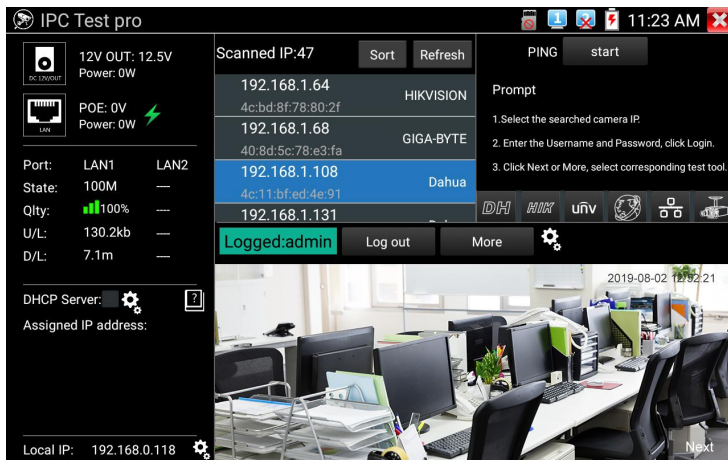 IPC Test pro
1
11:23 AM
DC 12V/OUT
12V OUT: 12.5V
Power: 0W
LAN
POE: 0V
Power: 0W
Port: LAN1 LAN2
State: 100M ----
Qlty: 100% ----
U/L: 130.2kb ----
D/L: 7.1m ----
DHCP Server: ?
Assigned IP address:
Local IP: 192.168.0.118
Scanned IP:47 Sort Refresh
192.168.1.64
4c:bd:8f:78:80:2f
HIKVISION
192.168.1.68
40:8d:5c:78:e3:fa
GIGA-BYTE
192.168.1.108
4c:11:bf:ed:4e:91
Dahua
192.168.1.131
PING start
Prompt
1.Select the searched camera IP.
2. Enter the Username and Password, click Login.
3. Click Next or More, select corresponding test tool.
DH HIK unv
Logged:admin Log out More
2019-08-02 12:52:21
Next